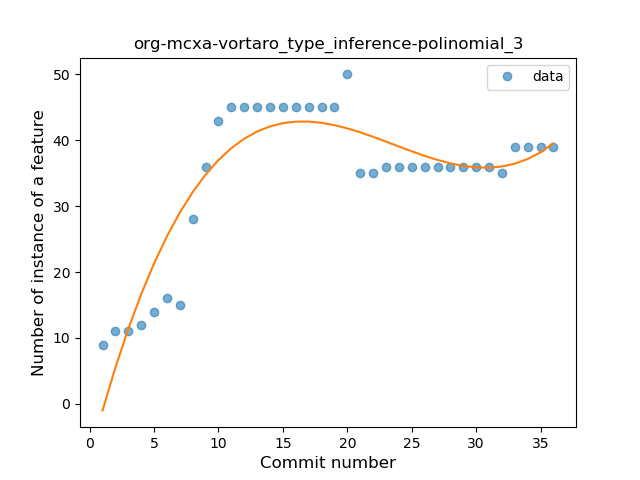 org-mcxa-vortaro_type_inference-polinomial_3
data
Number of instance of a feature
50
40
30
20
10
0
0 5 10 15 20 25 30 35
Commit number